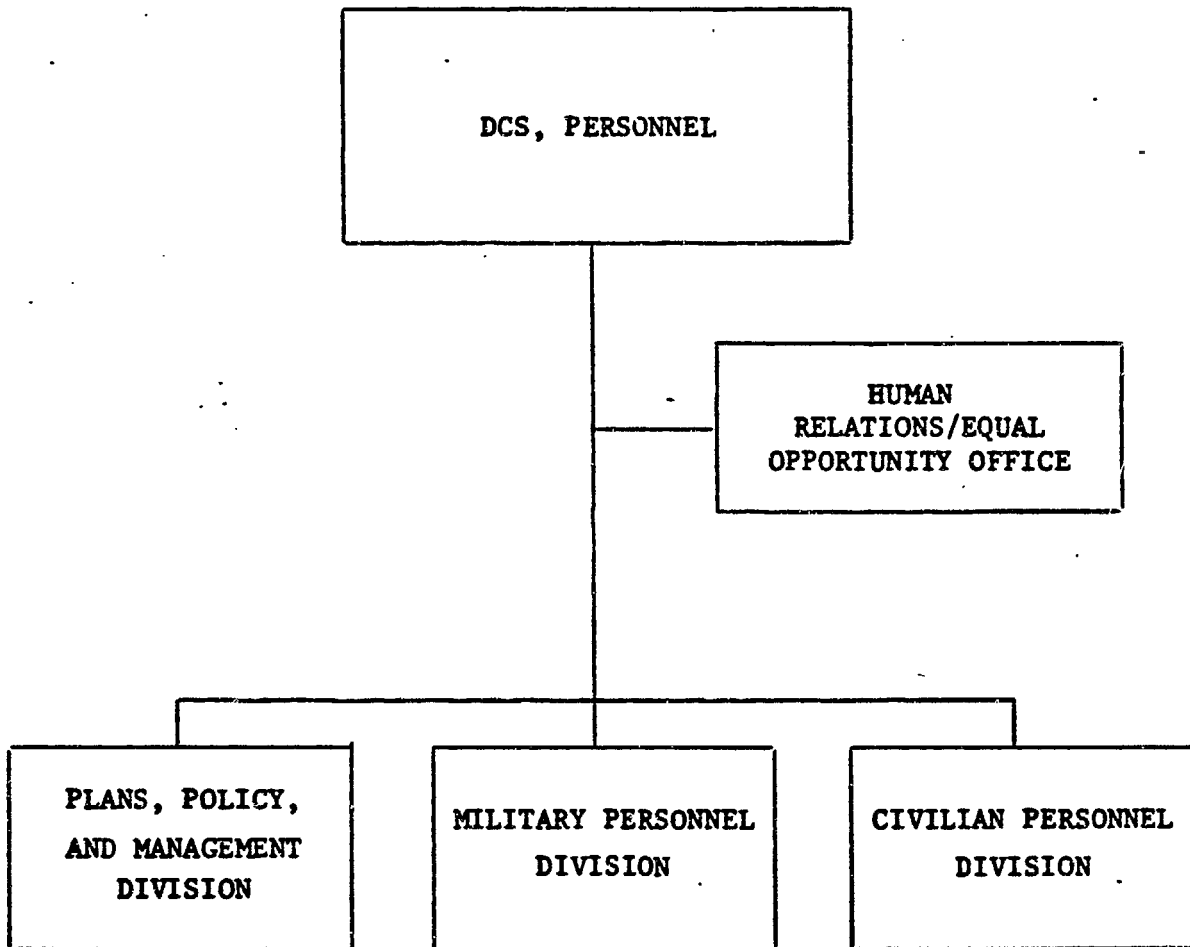 DCS, PERSONNEL
HUMAN
RELATIONS/EQUAL
OPPORTUNITY OFFICE
PLANS, POLICY,
AND MANAGEMENT
DIVISION
MILITARY PERSONNEL
DIVISION
CIVILIAN PERSONNEL
DIVISION